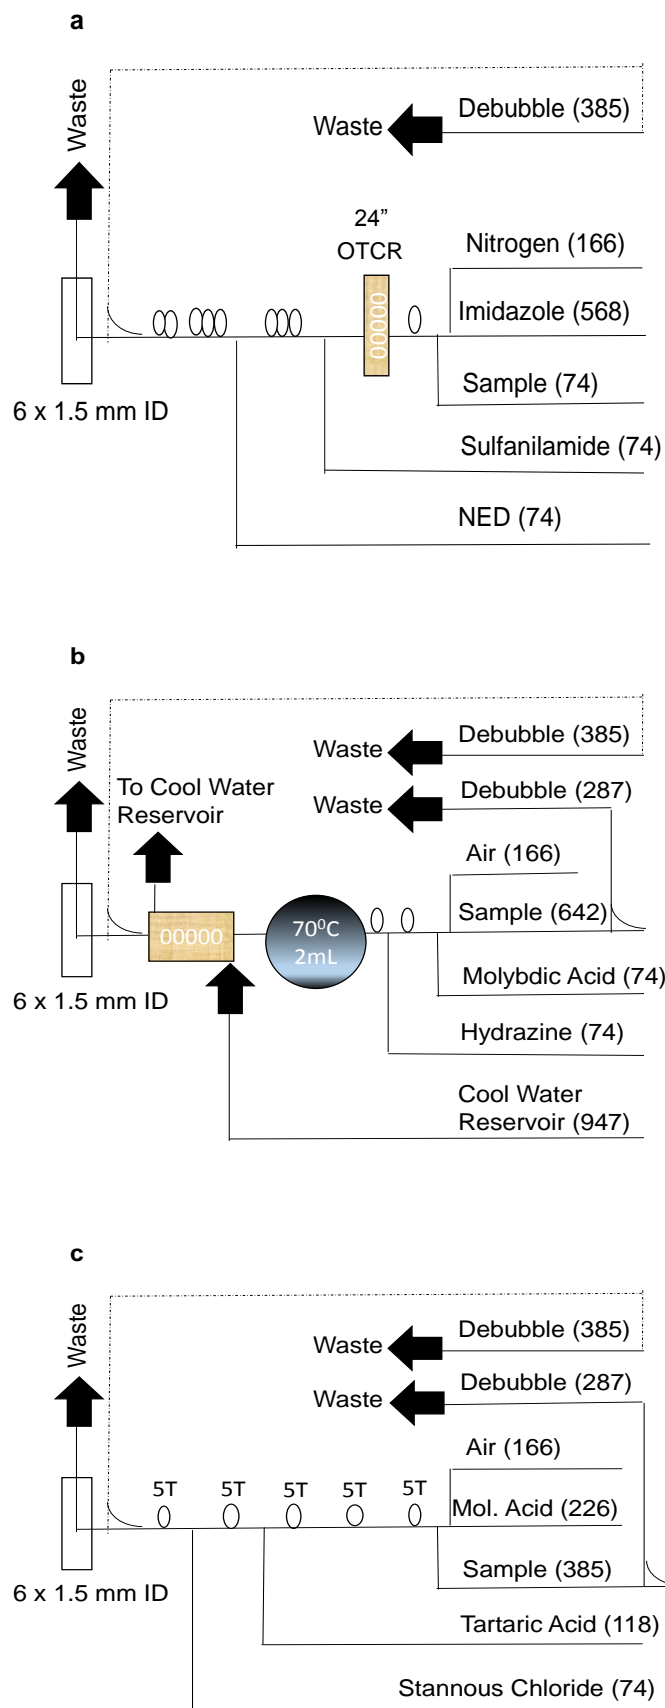 a
Waste
Debubble (385)
Waste
24”
OTCR
Nitrogen (166)
Imidazole (568)
00000
Sample (74)
6 x 1.5 mm ID
Sulfanilamide (74)
NED (74)
b
Waste
Debubble (385)
Waste
To Cool Water
Reservoir
Debubble (287)
Waste
Air (166)
Sample (642)
00000
70⁰C
2mL
Molybdic Acid (74)
6 x 1.5 mm ID
Hydrazine (74)
Cool Water
Reservoir (947)
c
Waste
Debubble (385)
Waste
Debubble (287)
Waste
Air (166)
5T 5T 5T 5T 5T
Mol. Acid (226)
Sample (385)
6 x 1.5 mm ID
Tartaric Acid (118)
Stannous Chloride (74)